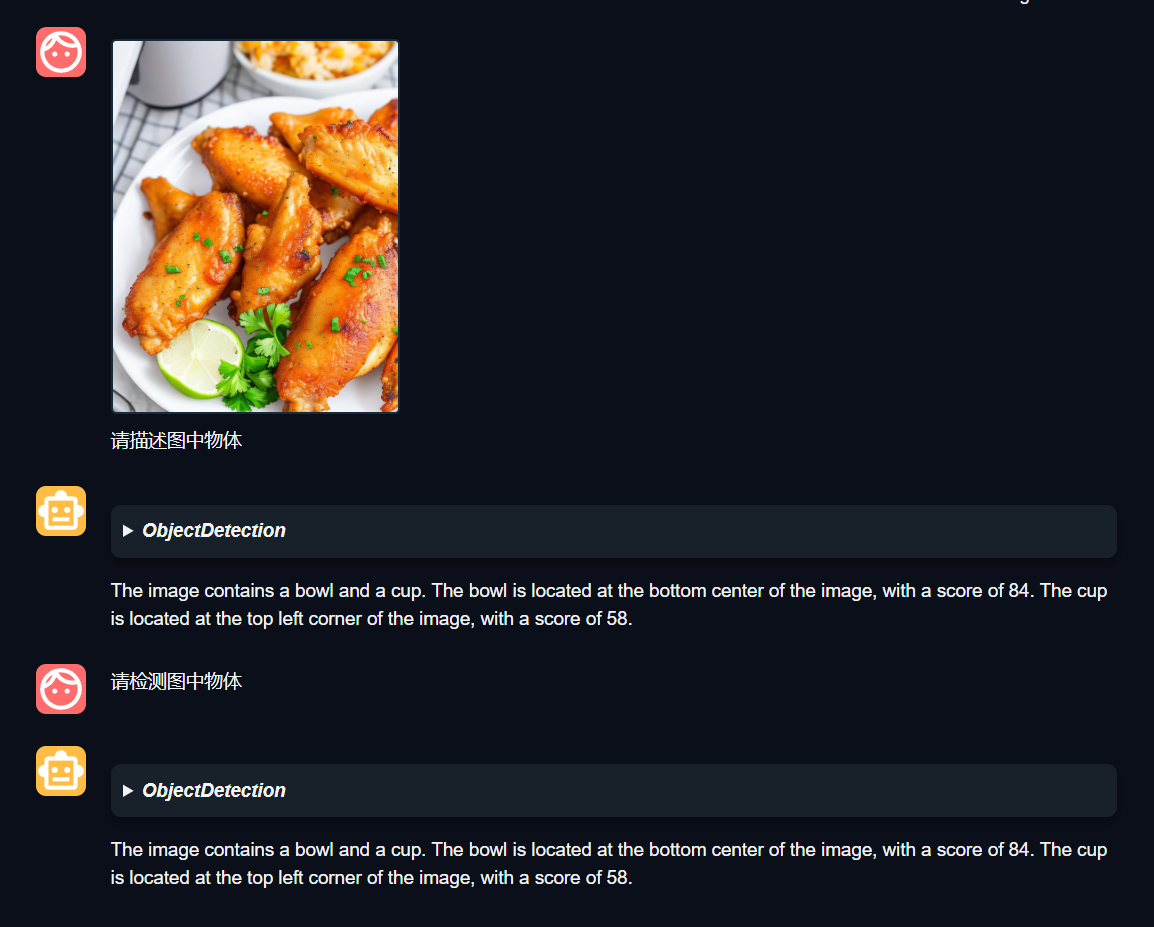 请描述图中物体
ObjectDetection
The image contains a bowl and a cup. The bowl is located at the bottom center of the image, with a score of 84. The cup
is located at the top left corner of the image, with a score of 58.
请检测图中物体
ObjectDetection
The image contains a bowl and a cup. The bowl is located at the bottom center of the image, with a score of 84. The cup
is located at the top left corner of the image, with a score of 58.